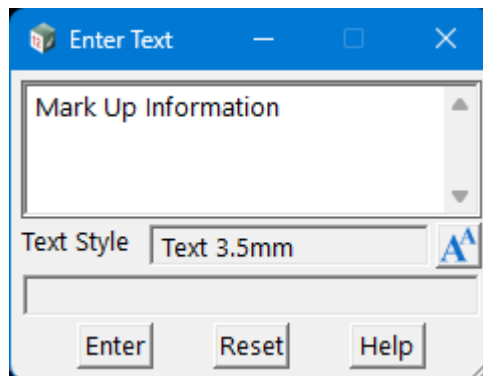 Enter Text
Mark Up Information
Text Style Text 3.5mm
Enter Reset Help